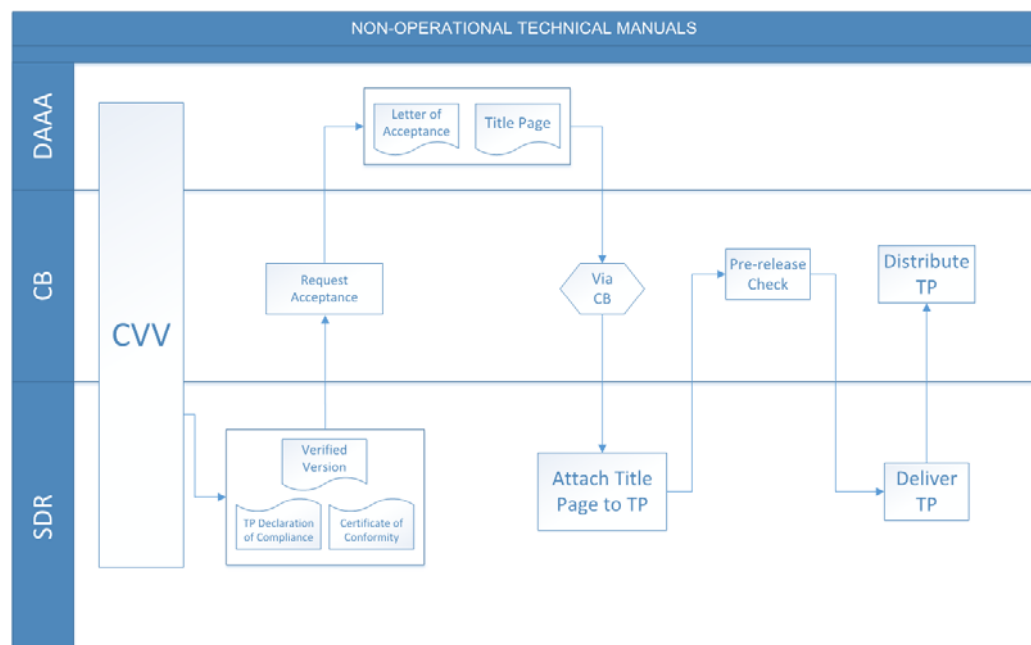 NON-OPERATIONAL TECHNICAL MANUALS
DAAA
Letter of
Acceptance
Title Page
CB
CVV
Request
Acceptance
Via
CB
Pre-release
Check
Distribute
TP
SDR
Verified
Version
TP Declaration
of Compliance
Certificate of
Conformity
Attach Title
Page to TP
Deliver
TP